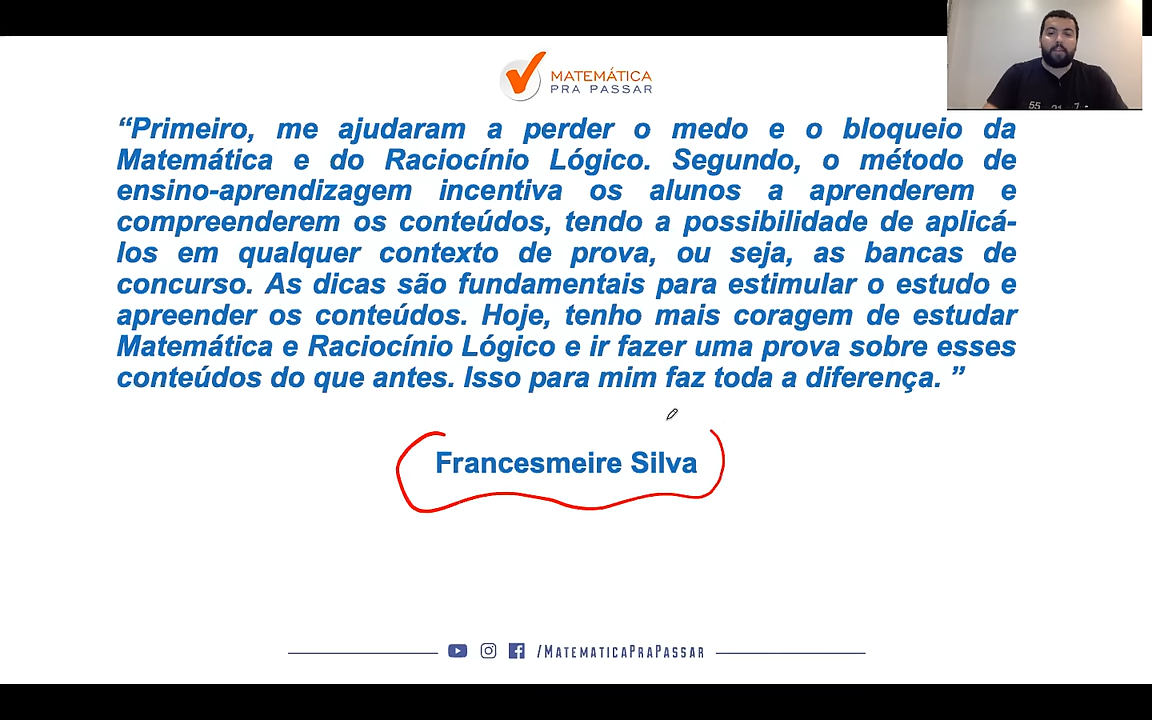 MATEMÁTICA
PRA PASSAR
“Primeiro, me ajudaram a perder o medo e o bloqueio da
Matemática e do Raciocínio Lógico. Segundo, o método de
ensino-aprendizagem incentiva os alunos a aprenderem e
compreenderem os conteúdos, tendo a possibilidade de aplicá-
los em qualquer contexto de prova, ou seja, as bancas de
concurso. As dicas são fundamentais para estimular o estudo e
apreender os conteúdos. Hoje, tenho mais coragem de estudar
Matemática e Raciocínio Lógico e ir fazer uma prova sobre esses
conteúdos do que antes. Isso para mim faz toda a diferença. ”
Francesmeire Silva
/MATEMATICAPRAPASSAR